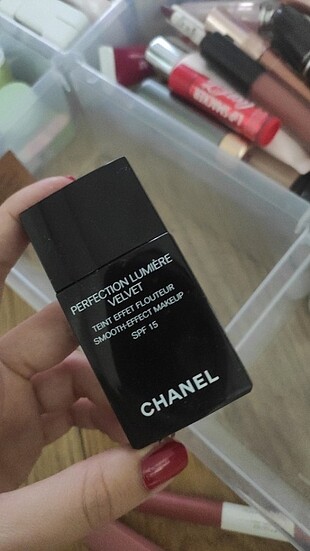 PERFECTION LUMIÈRE
VELVET
TEINT EFFET FLOUTEUR
SMOOTH-EFFECT MAKEUP
SPF 15
CHANEL